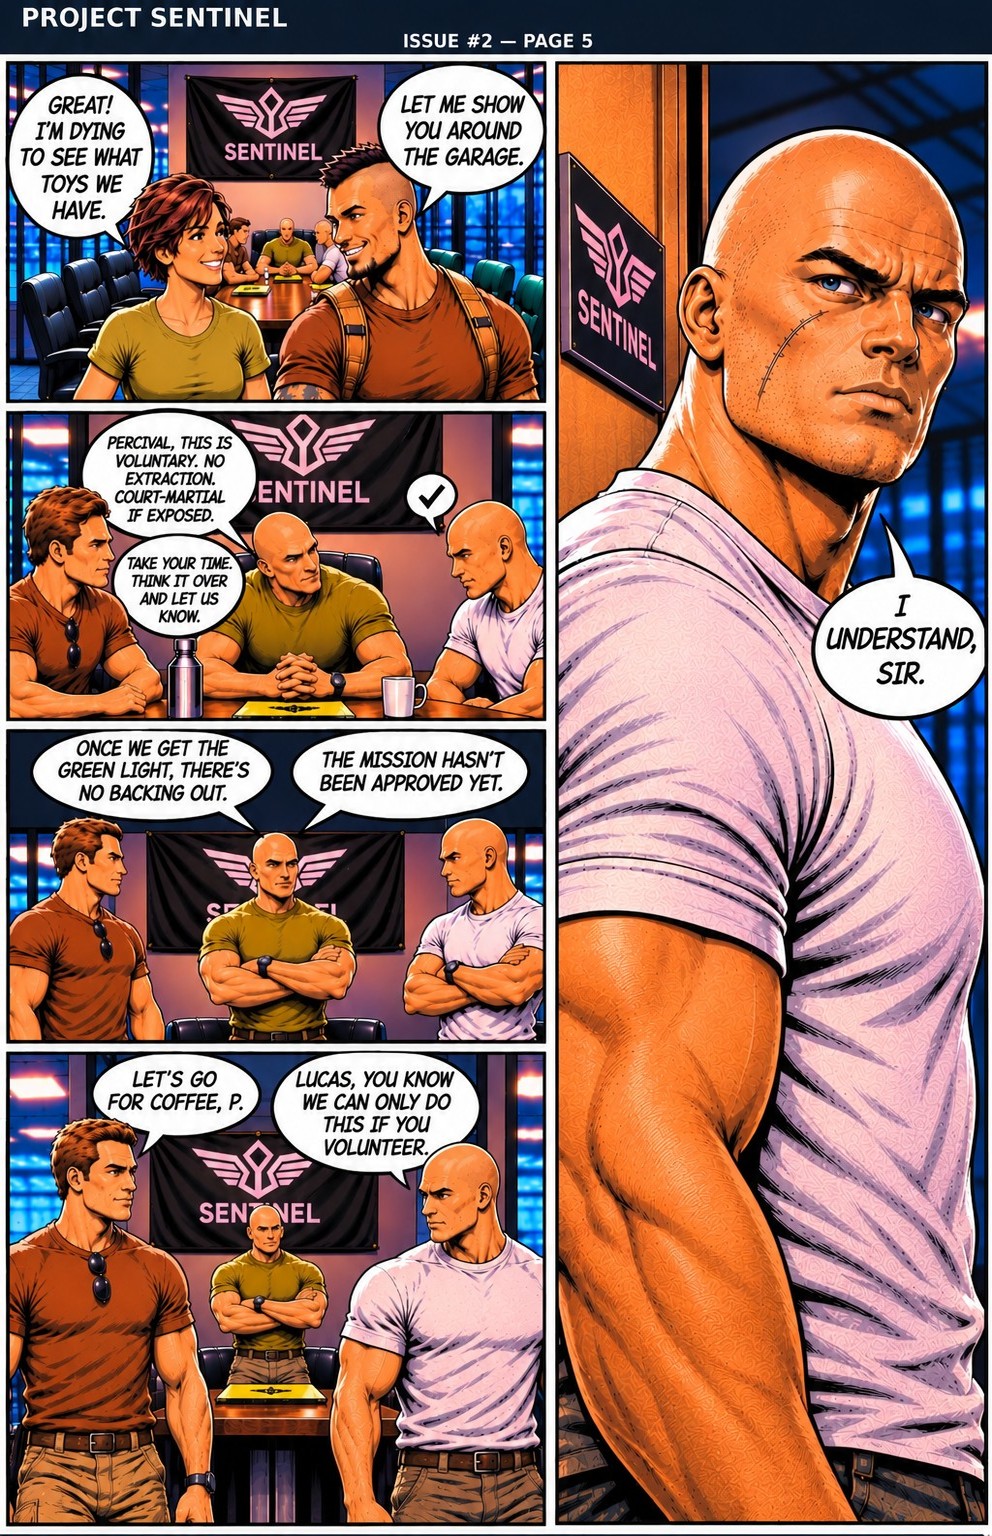 PROJECT SENTINEL
ISSUE #2 — PAGE 5
GREAT!
I'M DYING
TO SEE WHAT
TOYS WE
HAVE.
LET ME SHOW
YOU AROUND
THE GARAGE.
SENTINEL
PERCIVAL, THIS IS
VOLUNTARY. NO
EXTRACTION.
COURT-MARTIAL
IF EXPOSED.
TAKE YOUR TIME.
THINK IT OVER
AND LET US
KNOW.
ENTINEL
ONCE WE GET THE
GREEN LIGHT, THERE'S
NO BACKING OUT.
THE MISSION HASN'T
BEEN APPROVED YET.
LET'S GO
FOR COFFEE, P.
LUCAS, YOU KNOW
WE CAN ONLY DO
THIS IF YOU
VOLUNTEER.
SENTINEL
SENTINEL
I
UNDERSTAND,
SIR.